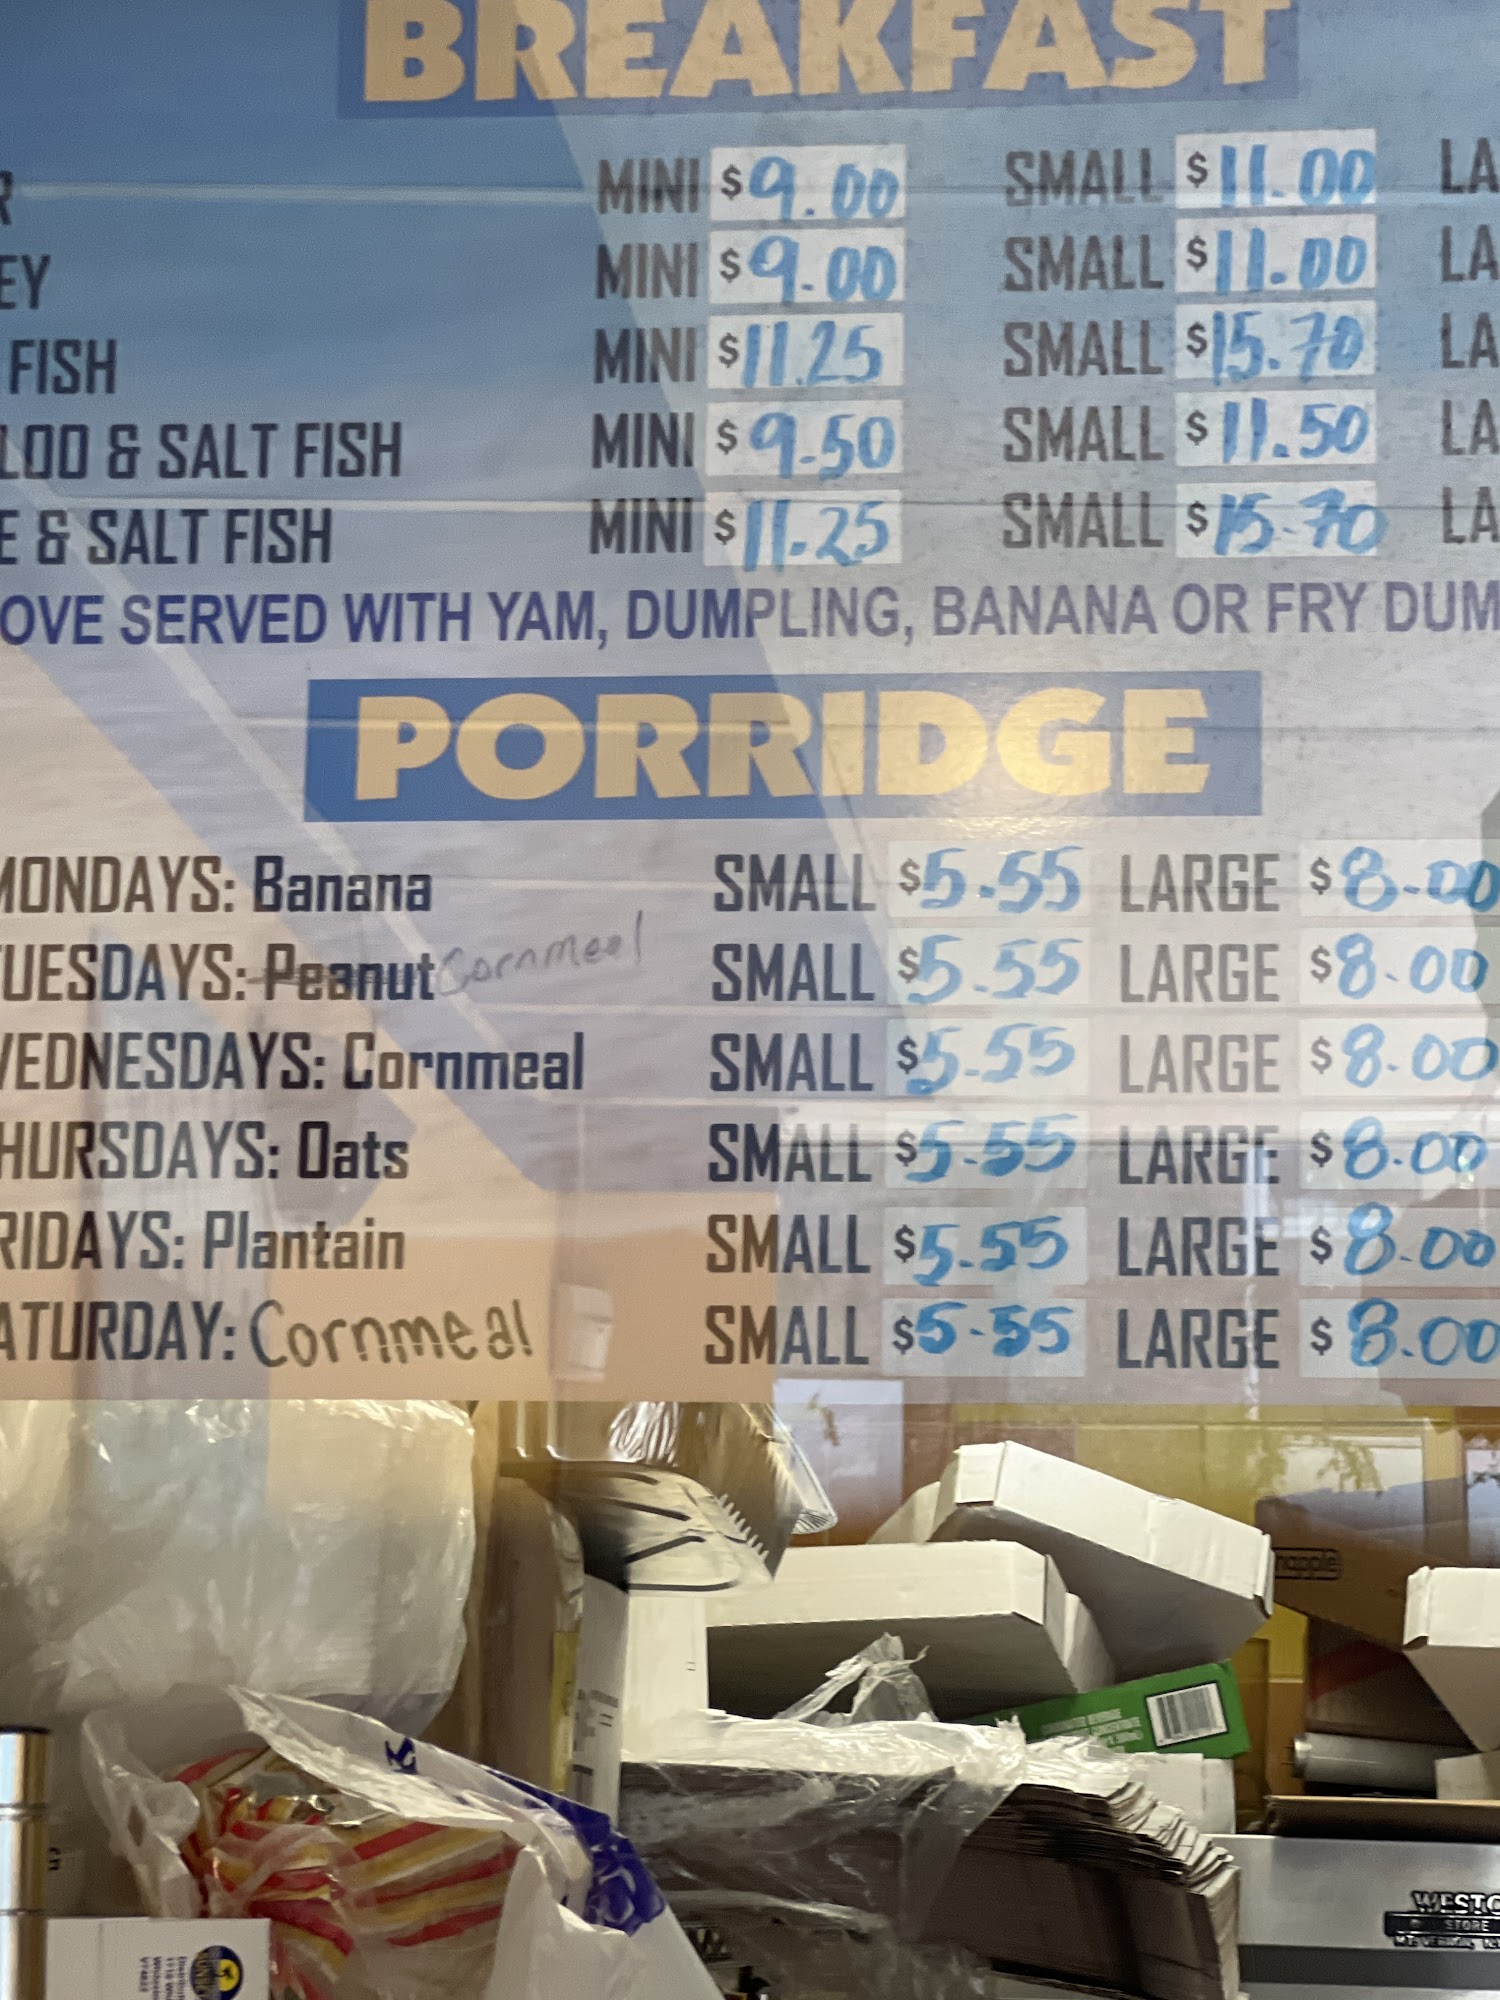 BREAKFAST
R MINI $9.00 SMALL $11.00 LA
EY MINI $9.00 SMALL $11.00 LA
FISH MINI $11.25 SMALL $15.70 LA
LOO & SALT FISH MINI $9.50 SMALL $11.50 LA
E & SALT FISH MINI $11.25 SMALL $15.70 LA
OVE SERVED WITH YAM, DUMPLING, BANANA OR FRY DUM
PORRIDGE
MONDAYS: Banana SMALL $5.55 LARGE $8.00
TUESDAYS: Peanut Cornmeal SMALL $5.55 LARGE $8.00
WEDNESDAYS: Cornmeal SMALL $5.55 LARGE $8.00
HURSDAYS: Oats SMALL $5.55 LARGE $8.00
RIDAYS: Plantain SMALL $5.55 LARGE $8.00
ATURDAY: Cornmeal SMALL $5.55 LARGE $8.00
napple
WESTC
STORE